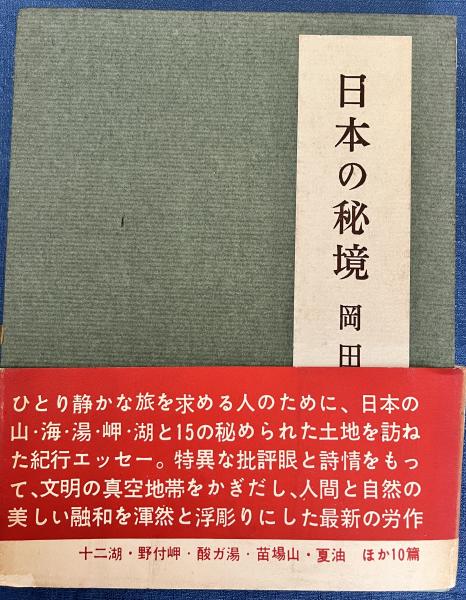 日本の秘境
岡田
ひとり静かな旅を求める人のために、日本の
山·海·湯·岬·湖と15の秘められた土地を訪ね
た紀行エッセー。特異な批評眼と詩情をもっ
て、文明の真空地帯をかぎだし、人間と自然の
美しい融和を渾然と浮彫りにした最新の労作
十二湖·野付岬·酸ガ湯·苗場山·夏油 ほか10篇